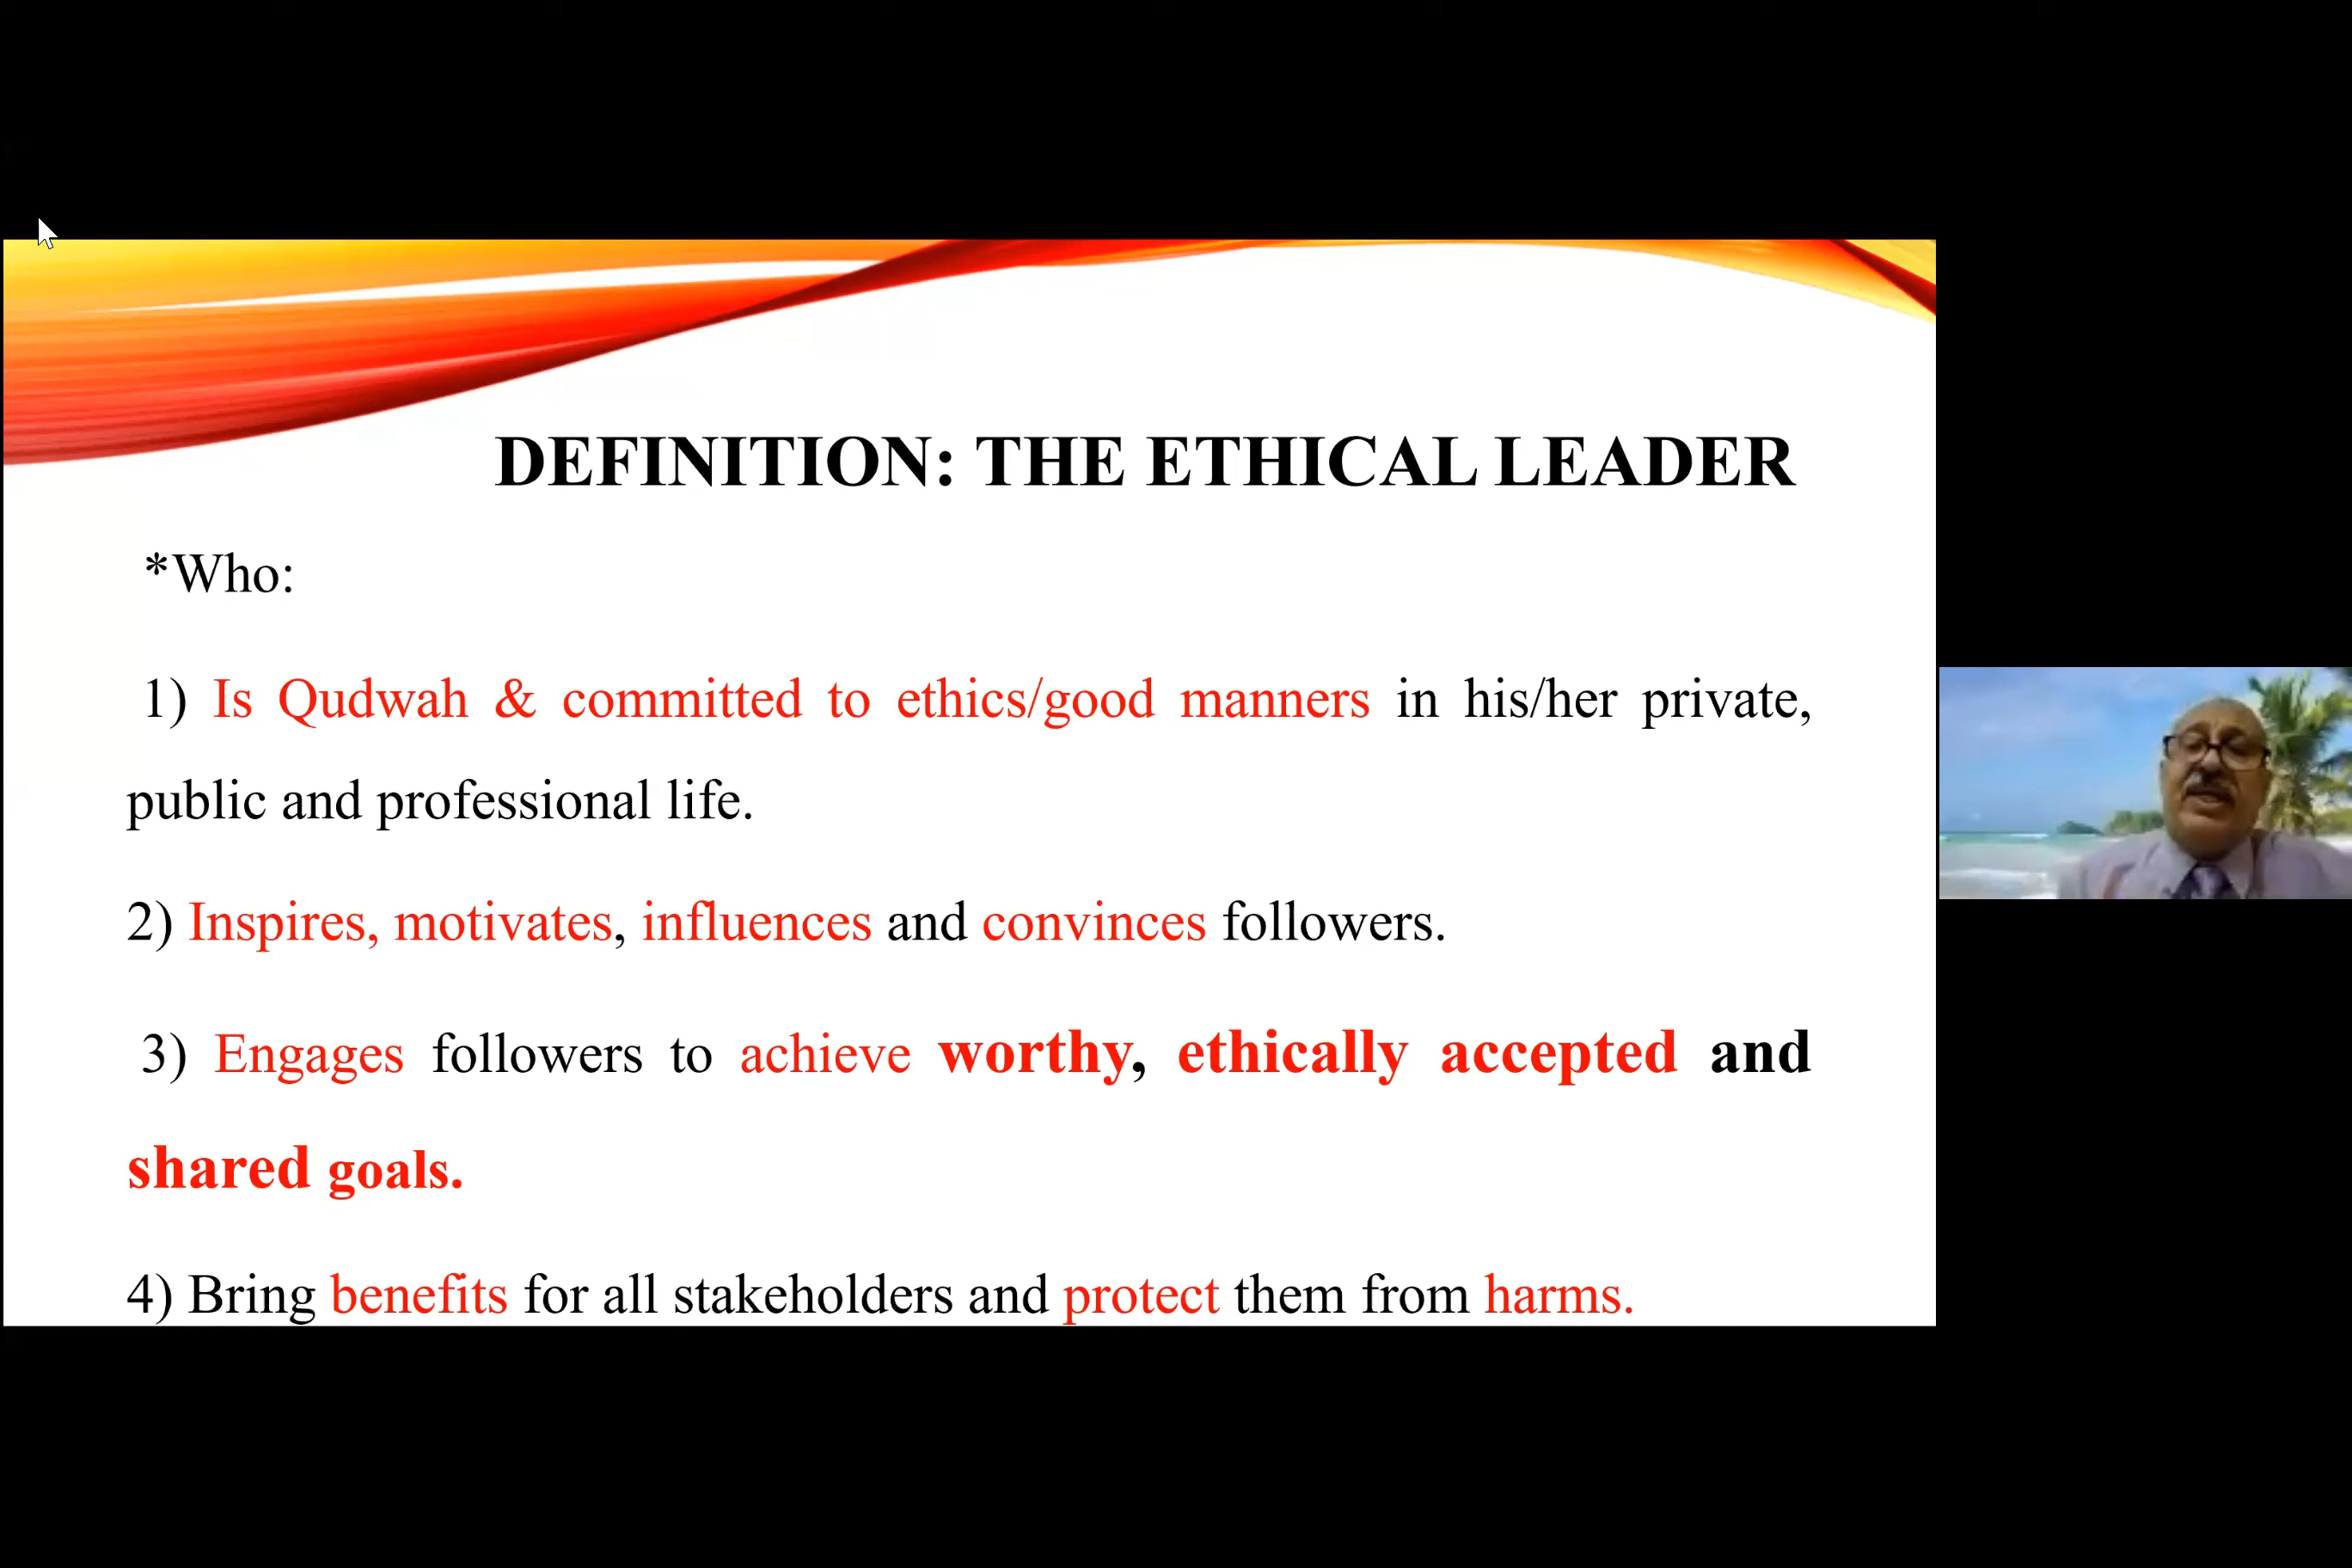 DEFINITION: THE ETHICAL LEADER
*Who:
1) Is Qudwah & committed to ethics/good manners in his/her private,
public and professional life.
2) Inspires, motivates, influences and convinces followers.
3) Engages followers to achieve worthy, ethically accepted and
shared goals.
4) Bring benefits for all stakeholders and protect them from harms.